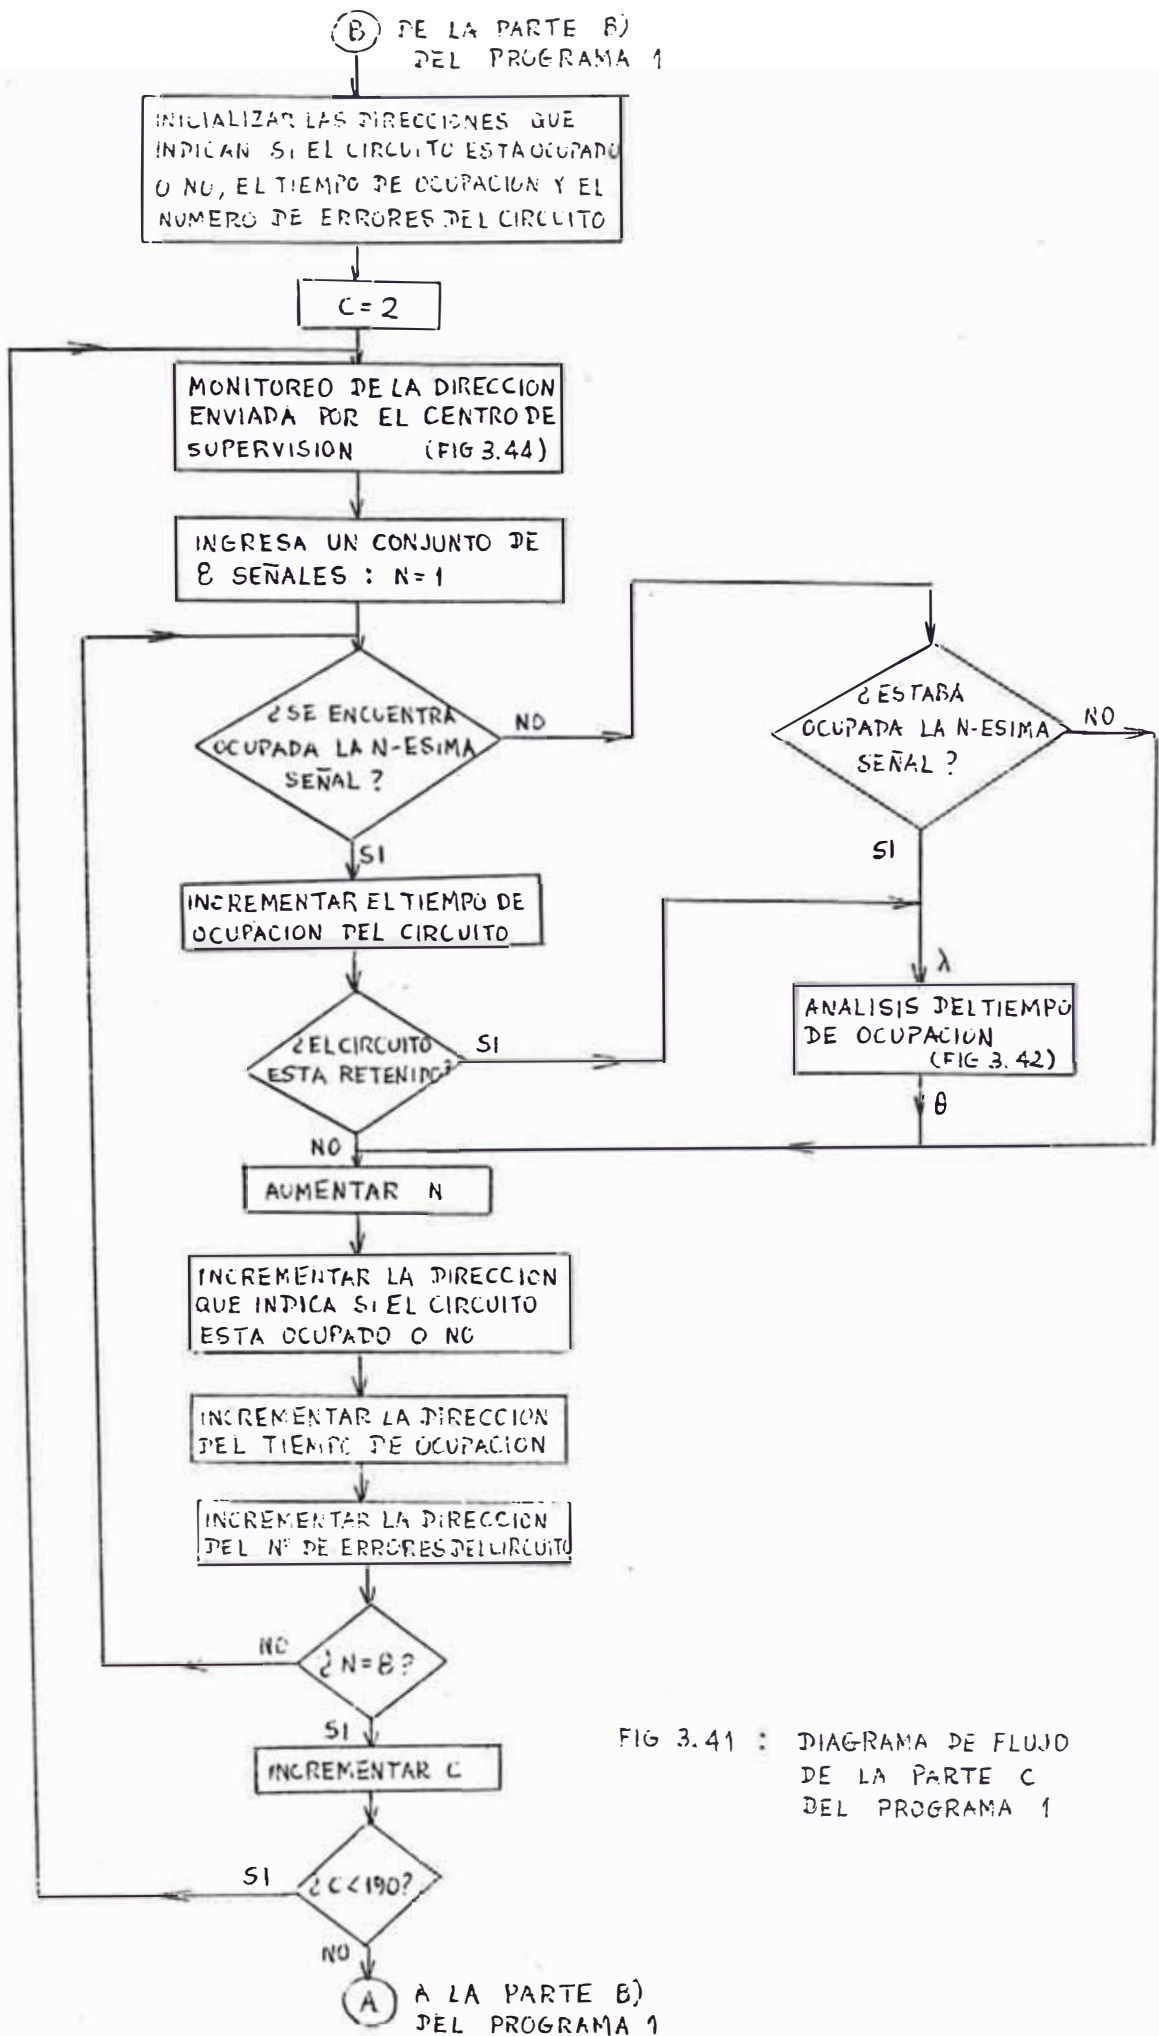 B DE LA PARTE B)
DEL PROGRAMA 1
INICIALIZAR LAS DIRECCIONES QUE
INDICAN SI EL CIRCUITO ESTA OCUPADO
O NO, EL TIEMPO DE OCUPACION Y EL
NUMERO DE ERRORES DEL CIRCUITO
C=2
MONITOREO DE LA DIRECCION
ENVIADA POR EL CENTRO DE
SUPERVISION (FIG 3.44)
INGRESA UN CONJUNTO DE
8 SEÑALES : N=1
¿SE ENCUENTRA
OCUPADA LA N-ESIMA
SEÑAL?
NO
¿ESTABA
OCUPADA LA N-ESIMA
SEÑAL?
NO
SI
SI
INCREMENTAR EL TIEMPO DE
OCUPACION DEL CIRCUITO
λ
ANALISIS DEL TIEMPO
DE OCUPACION
(FIG 3.42)
θ
¿EL CIRCUITO
ESTA RETENIDO?
SI
NO
AUMENTAR N
INCREMENTAR LA DIRECCION
QUE INDICA SI EL CIRCUITO
ESTA OCUPADO O NO
INCREMENTAR LA DIRECCION
DEL TIEMPO DE OCUPACION
INCREMENTAR LA DIRECCION
DEL Nº DE ERRORES DEL CIRCUITO
¿N=8?
NO
SI
INCREMENTAR C
¿C<190?
SI
NO
A A LA PARTE B)
DEL PROGRAMA 1
FIG 3.41 : DIAGRAMA DE FLUJO
DE LA PARTE C
DEL PROGRAMA 1